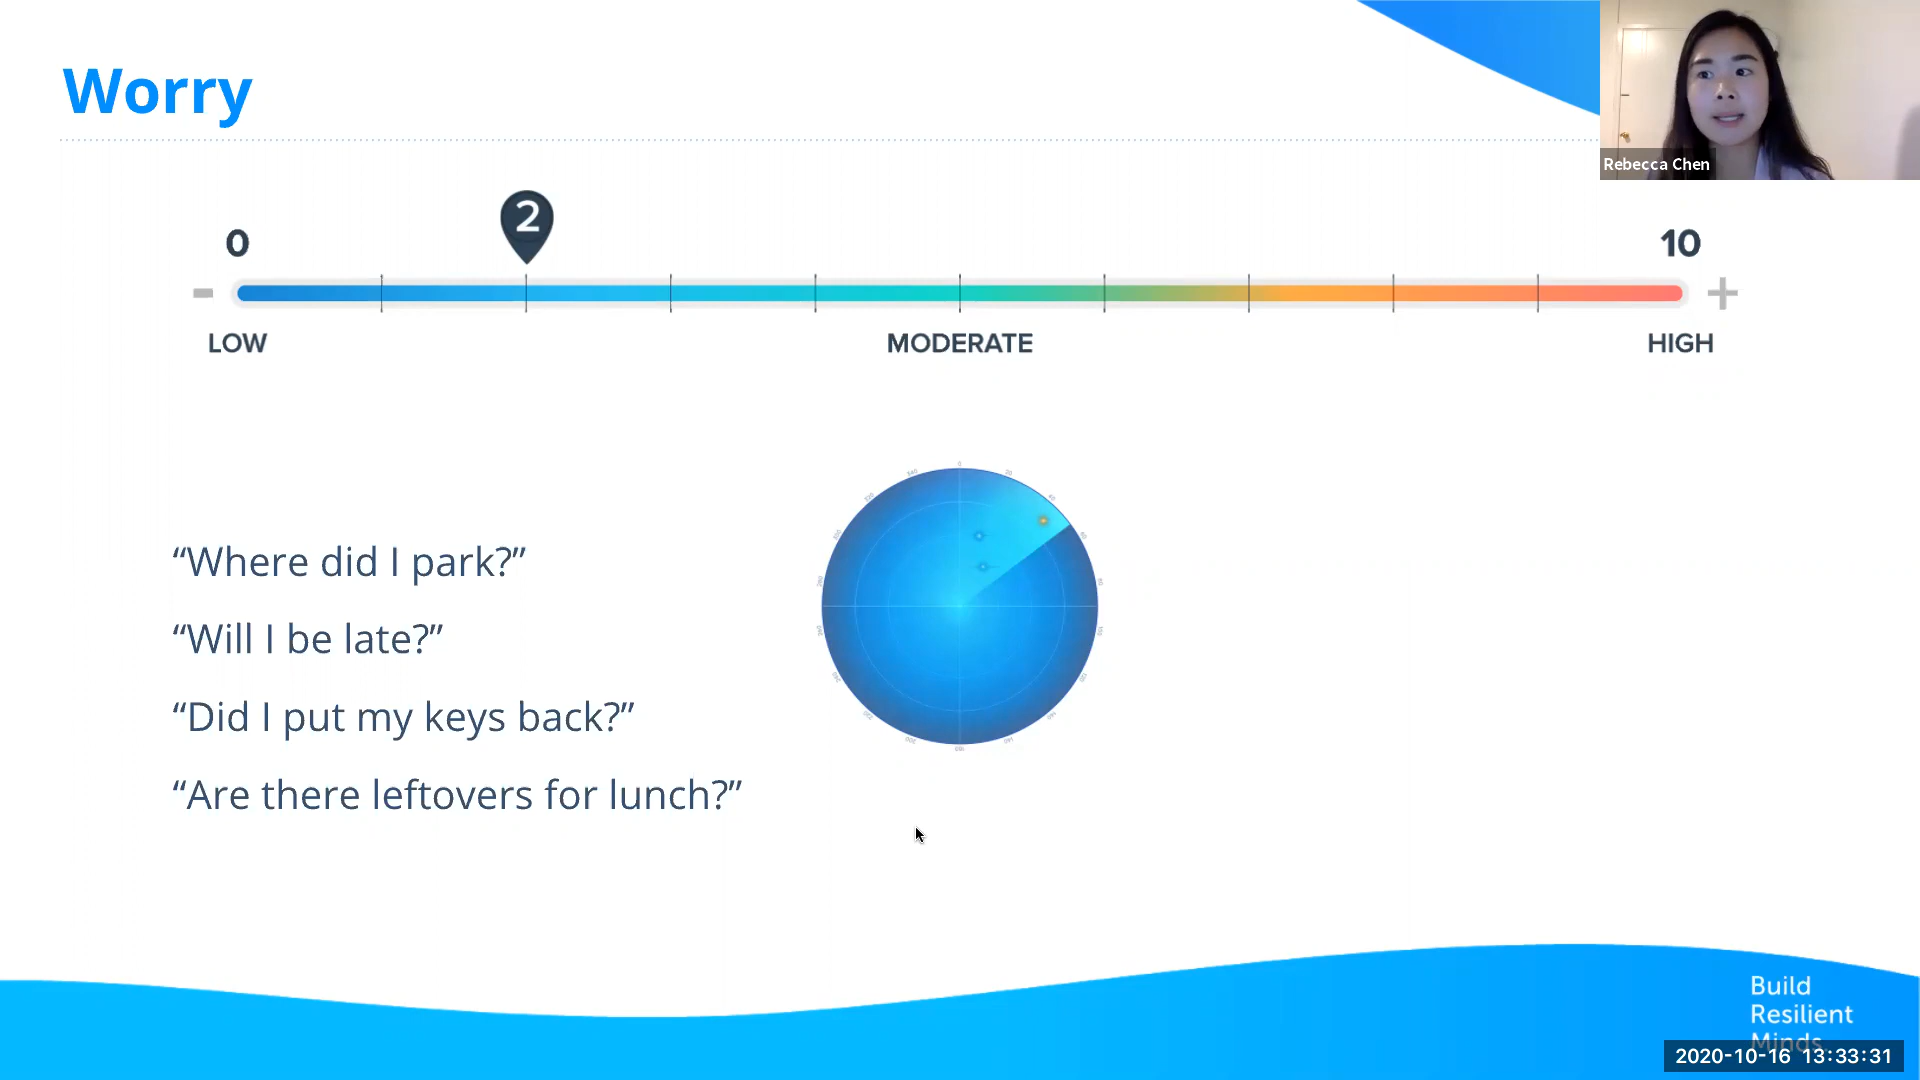 Worry
Rebecca Chen
2
0
10
LOW
MODERATE
HIGH
“Where did I park?”
“Will I be late?”
“Did I put my keys back?”
“Are there leftovers for lunch?”
Build
Resilient
Minds
2020-10-16 13:33:31